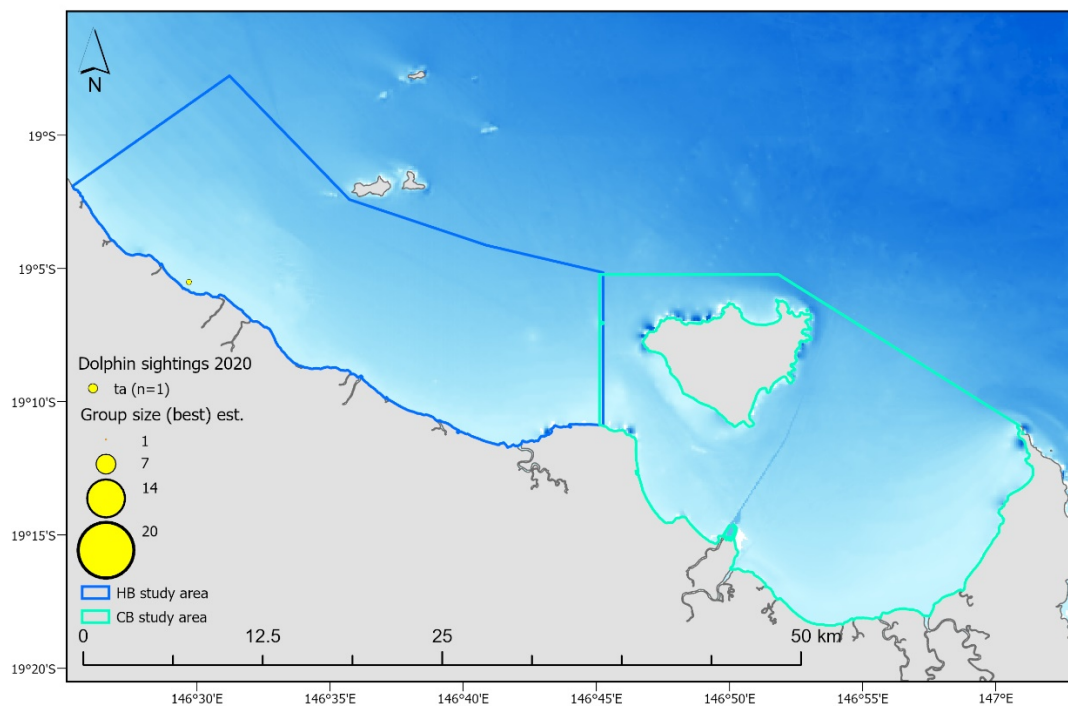 N
19°S
19°5'S
19°10'S
19°15'S
19°20'S
Dolphin sightings 2020
ta (n=1)
Group size (best) est.
1
7
14
20
HB study area
CB study area
0 12.5 25 50 km
146°30'E 146°35'E 146°40'E 146°45'E 146°50'E 146°55'E 147°E